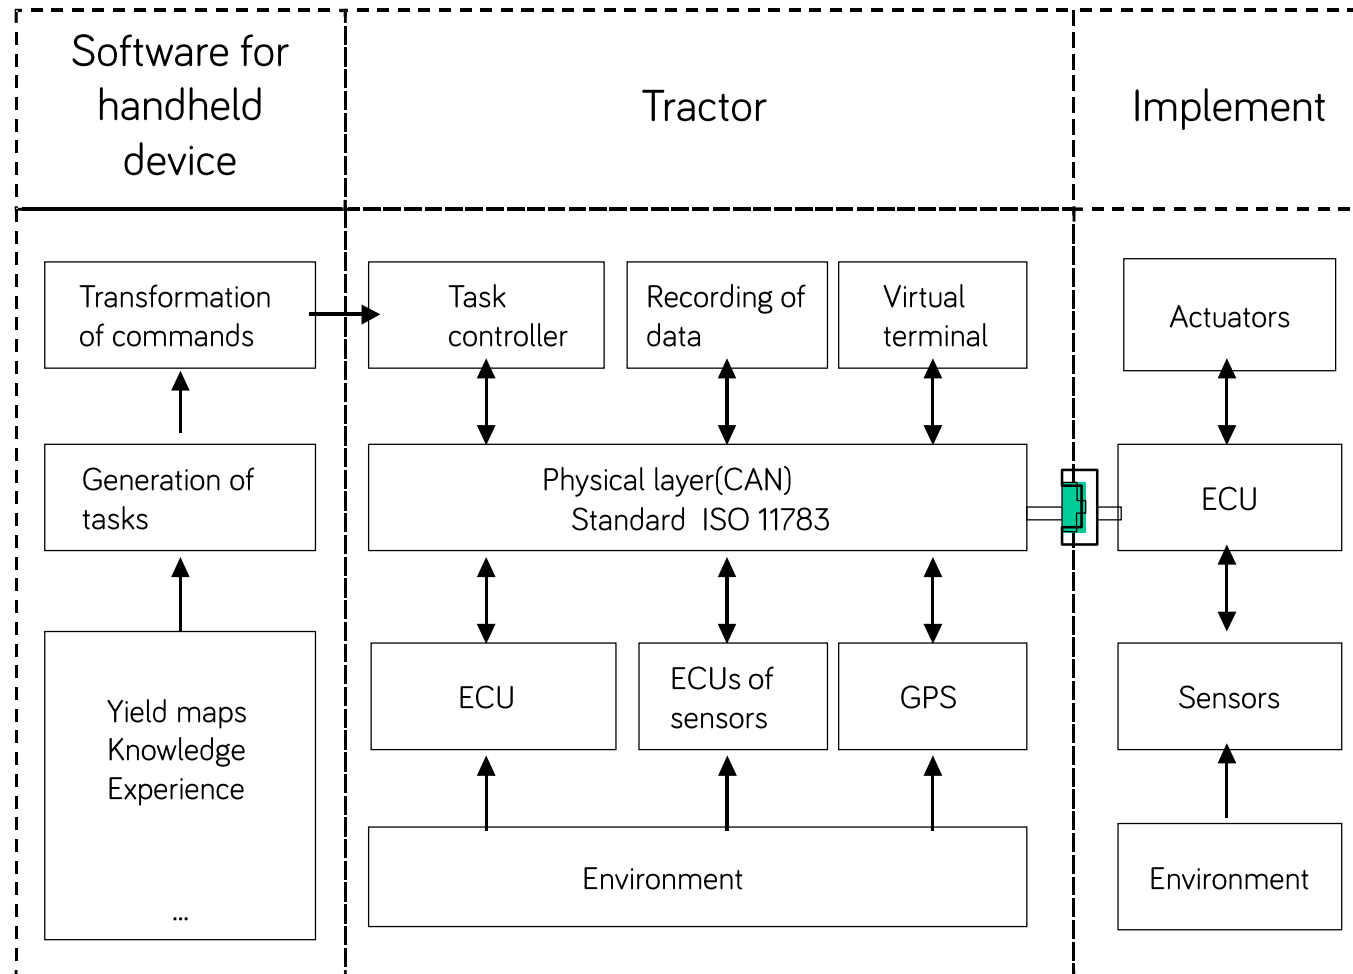 Software for
handheld
device
Tractor
Implement
Transformation
of commands
Task
controller
Recording of
data
Virtual
terminal
Actuators
Generation of
tasks
Physical layer(CAN)
Standard ISO 11783
ECU
Yield maps
Knowledge
Experience
...
ECU
ECUs of
sensors
GPS
Sensors
Environment
Environment